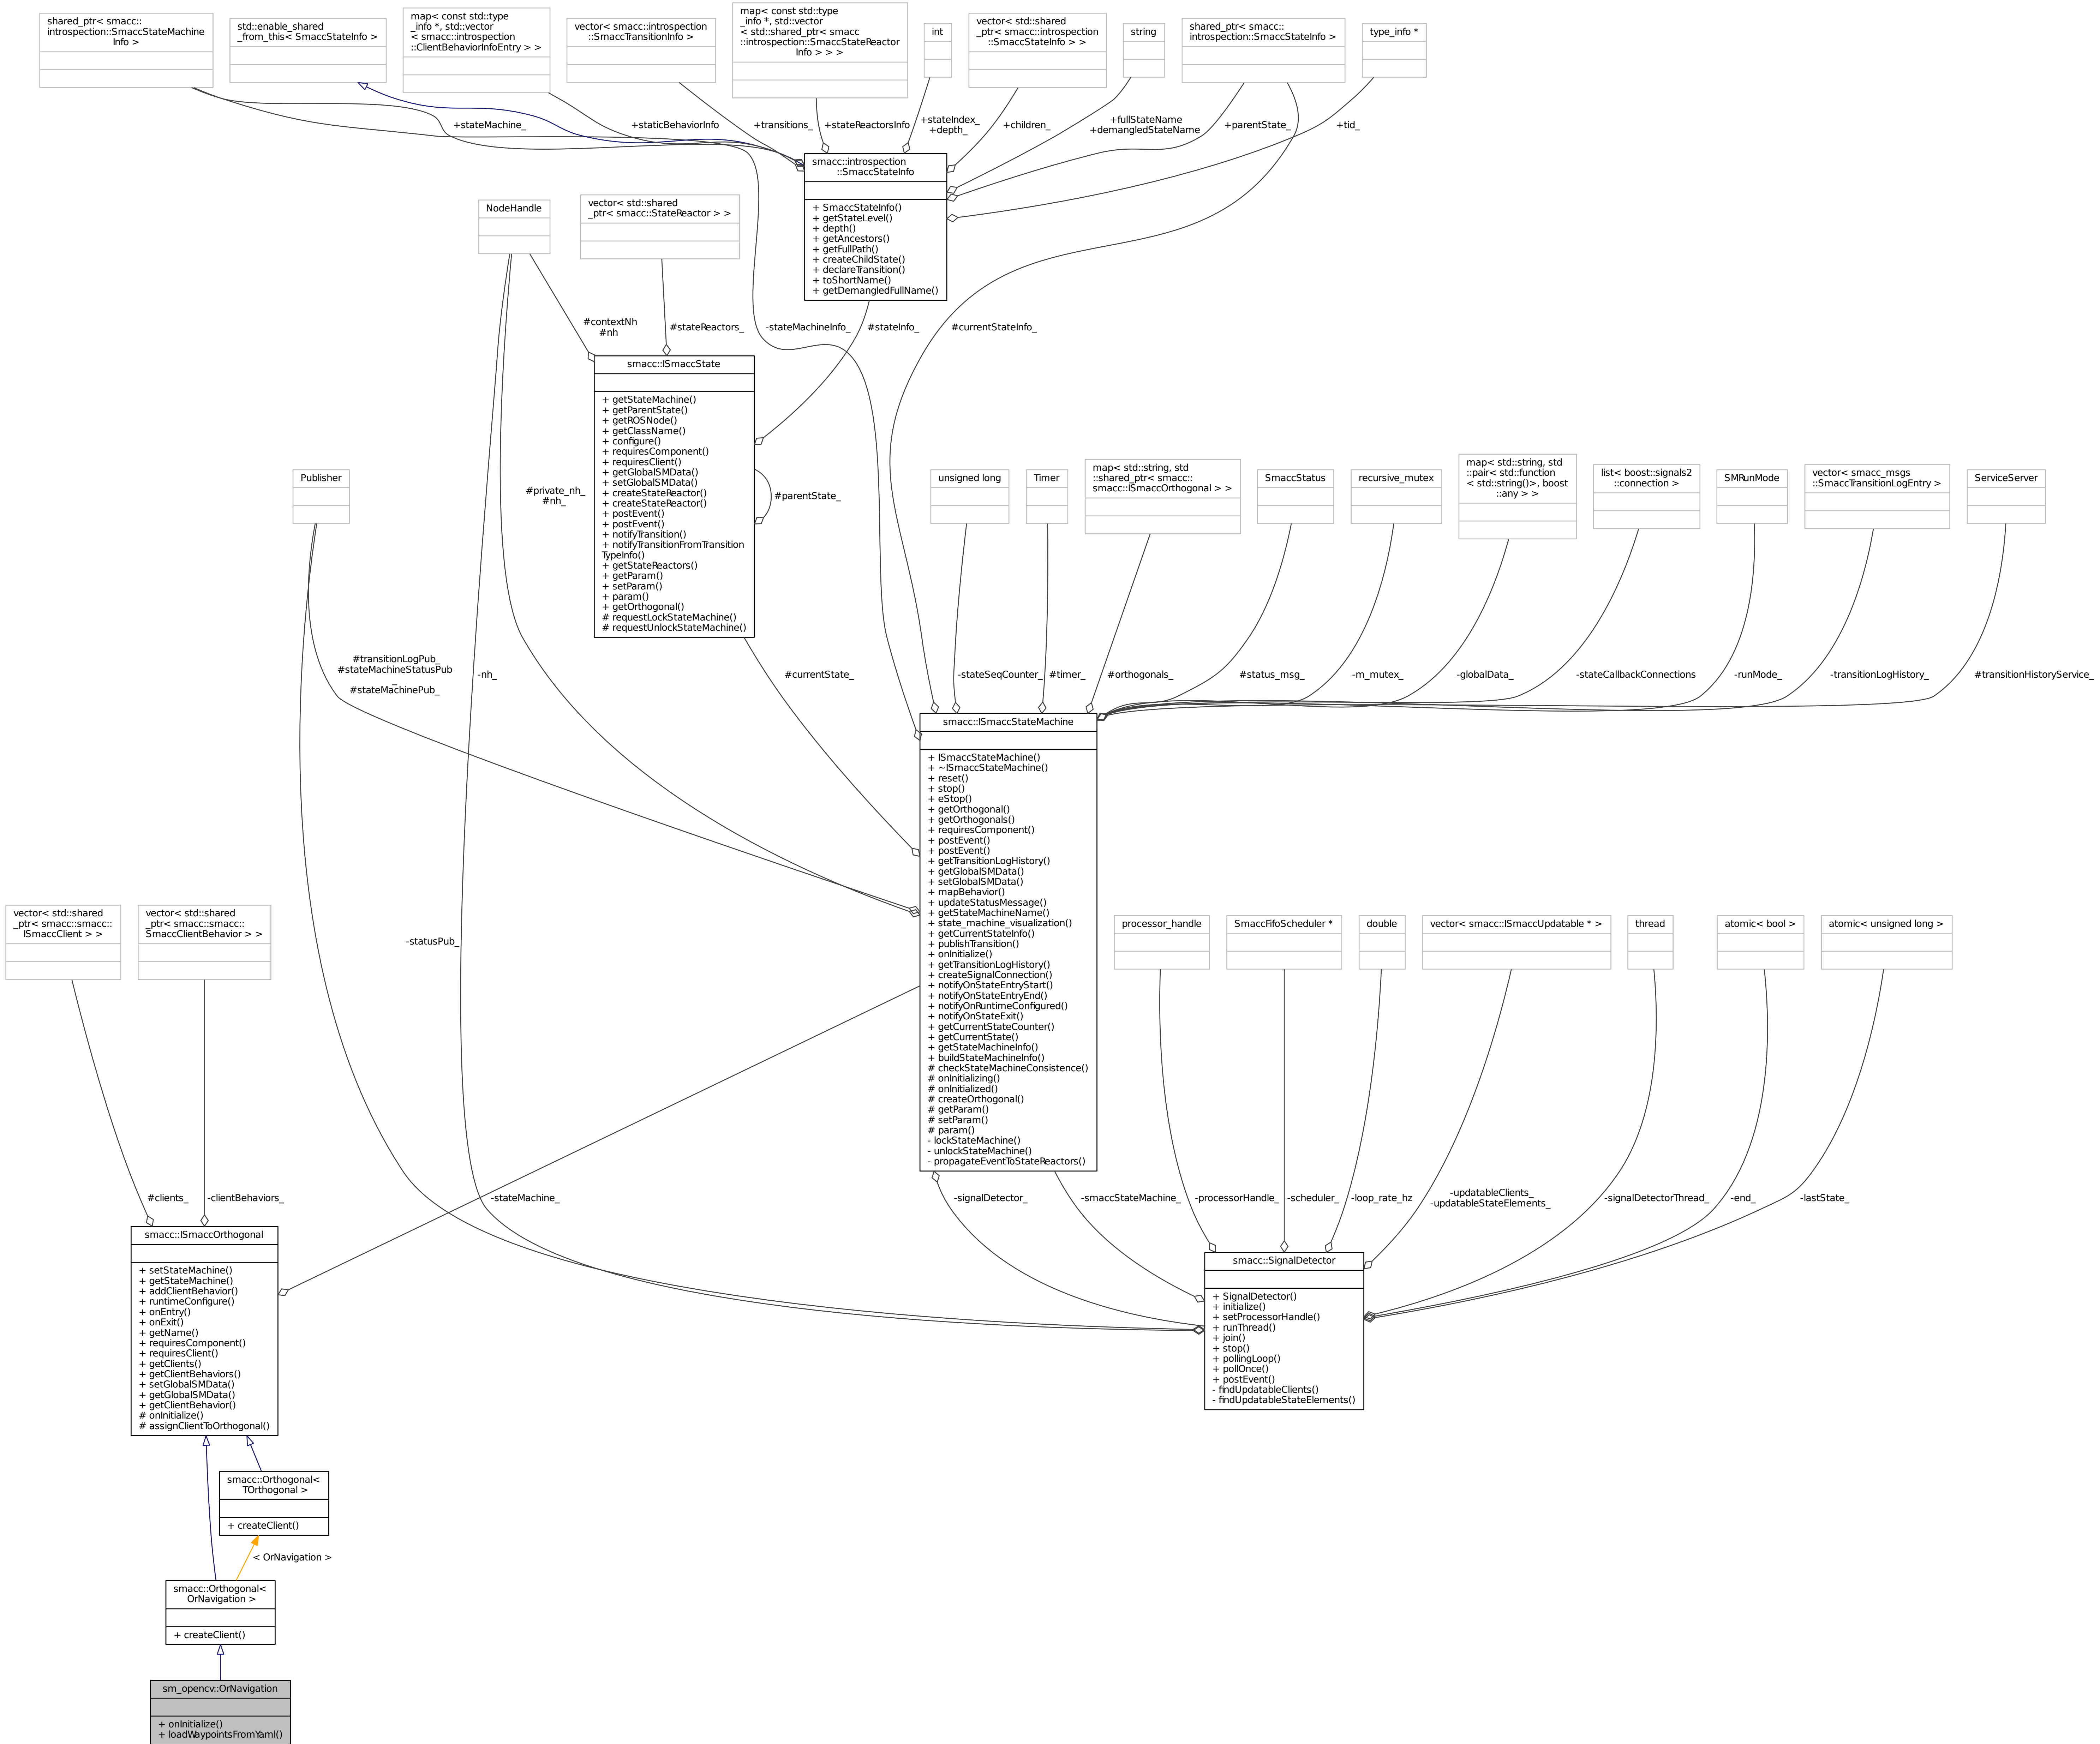 shared_ptr< smacc::
introspection::SmaccStateMachine
Info >
std::enable_shared
_from_this< SmaccStateInfo >
map< const std::type
_info *, std::vector
< smacc::introspection
::ClientBehaviorInfoEntry > >
vector< smacc::introspection
::SmaccTransitionInfo >
map< const std::type
_info *, std::vector
< std::shared_ptr< smacc
::introspection::SmaccStateReactor
Info > > >
int
vector< std::shared
_ptr< smacc::introspection
::SmaccStateInfo > >
string
shared_ptr< smacc::
introspection::SmaccStateInfo >
type_info *
+stateMachine_
+staticBehaviorInfo
+transitions_
+stateReactorsInfo
+stateIndex_
+depth_
+children_
+fullStateName
+demangledStateName
+parentState_
+tid_
smacc::introspection
::SmaccStateInfo
+ SmaccStateInfo()
+ getStateLevel()
+ depth()
+ getAncestors()
+ getFullPath()
+ createChildState()
+ declareTransition()
+ toShortName()
+ getDemangledFullName()
NodeHandle
vector< std::shared
_ptr< smacc::StateReactor > >
#contextNh
#nh
#stateReactors_
-stateMachineInfo_
#stateInfo_
#currentStateInfo_
smacc::ISmaccState
+ getStateMachine()
+ getParentState()
+ getROSNode()
+ getClassName()
+ configure()
+ requiresComponent()
+ requiresClient()
+ getGlobalSMData()
+ setGlobalSMData()
+ createStateReactor()
+ createStateReactor()
+ postEvent()
+ postEvent()
+ notifyTransition()
+ notifyTransitionFromTransition
TypeInfo()
+ getStateReactors()
+ getParam()
+ setParam()
+ param()
+ getOrthogonal()
# requestLockStateMachine()
# requestUnlockStateMachine()
#parentState_
Publisher
#private_nh_
#nh_
unsigned long
Timer
map< std::string, std
::shared_ptr< smacc::
smacc::ISmaccOrthogonal > >
SmaccStatus
recursive_mutex
map< std::string, std
::pair< std::function
< std::string()>, boost
::any > >
list< boost::signals2
::connection >
SMRunMode
vector< smacc_msgs
::SmaccTransitionLogEntry >
ServiceServer
#transitionLogPub_
#stateMachineStatusPub
_
#stateMachinePub_
-nh_
#currentState_
-stateSeqCounter_
#timer_
#orthogonals_
#status_msg_
-m_mutex_
-globalData_
-stateCallbackConnections
-runMode_
-transitionLogHistory_
#transitionHistoryService_
smacc::ISmaccStateMachine
+ ISmaccStateMachine()
+ ~ISmaccStateMachine()
+ reset()
+ stop()
+ eStop()
+ getOrthogonal()
+ getOrthogonals()
+ requiresComponent()
+ postEvent()
+ postEvent()
+ getTransitionLogHistory()
+ getGlobalSMData()
+ setGlobalSMData()
+ mapBehavior()
+ updateStatusMessage()
+ getStateMachineName()
+ state_machine_visualization()
+ getCurrentStateInfo()
+ publishTransition()
+ onInitialize()
+ getTransitionLogHistory()
+ createSignalConnection()
+ notifyOnStateEntryStart()
+ notifyOnStateEntryEnd()
+ notifyOnRuntimeConfigured()
+ notifyOnStateExit()
+ getCurrentStateCounter()
+ getCurrentState()
+ getStateMachineInfo()
+ buildStateMachineInfo()
# checkStateMachineConsistence()
# onInitializing()
# onInitialized()
# createOrthogonal()
# getParam()
# setParam()
# param()
- lockStateMachine()
- unlockStateMachine()
- propagateEventToStateReactors()
vector< std::shared
_ptr< smacc::smacc::
ISmaccClient > >
vector< std::shared
_ptr< smacc::smacc::
SmaccClientBehavior > >
-statusPub_
processor_handle
SmaccFifoScheduler *
double
vector< smacc::ISmaccUpdatable * >
thread
atomic< bool >
atomic< unsigned long >
#clients_
-clientBehaviors_
-stateMachine_
-signalDetector_
-smaccStateMachine_
-processorHandle_
-scheduler_
-loop_rate_hz
-updatableClients_
-updatableStateElements_
-signalDetectorThread_
-end_
-lastState_
smacc::ISmaccOrthogonal
+ setStateMachine()
+ getStateMachine()
+ addClientBehavior()
+ runtimeConfigure()
+ onEntry()
+ onExit()
+ getName()
+ requiresComponent()
+ requiresClient()
+ getClients()
+ getClientBehaviors()
+ setGlobalSMData()
+ getGlobalSMData()
+ getClientBehavior()
# onInitialize()
# assignClientToOrthogonal()
smacc::SignalDetector
+ SignalDetector()
+ initialize()
+ setProcessorHandle()
+ runThread()
+ join()
+ stop()
+ pollingLoop()
+ pollOnce()
+ postEvent()
- findUpdatableClients()
- findUpdatableStateElements()
smacc::Orthogonal<
TOrthogonal >
+ createClient()
< OrNavigation >
smacc::Orthogonal<
OrNavigation >
+ createClient()
sm_opencv::OrNavigation
+ onInitialize()
+ loadWaypointsFromYaml()